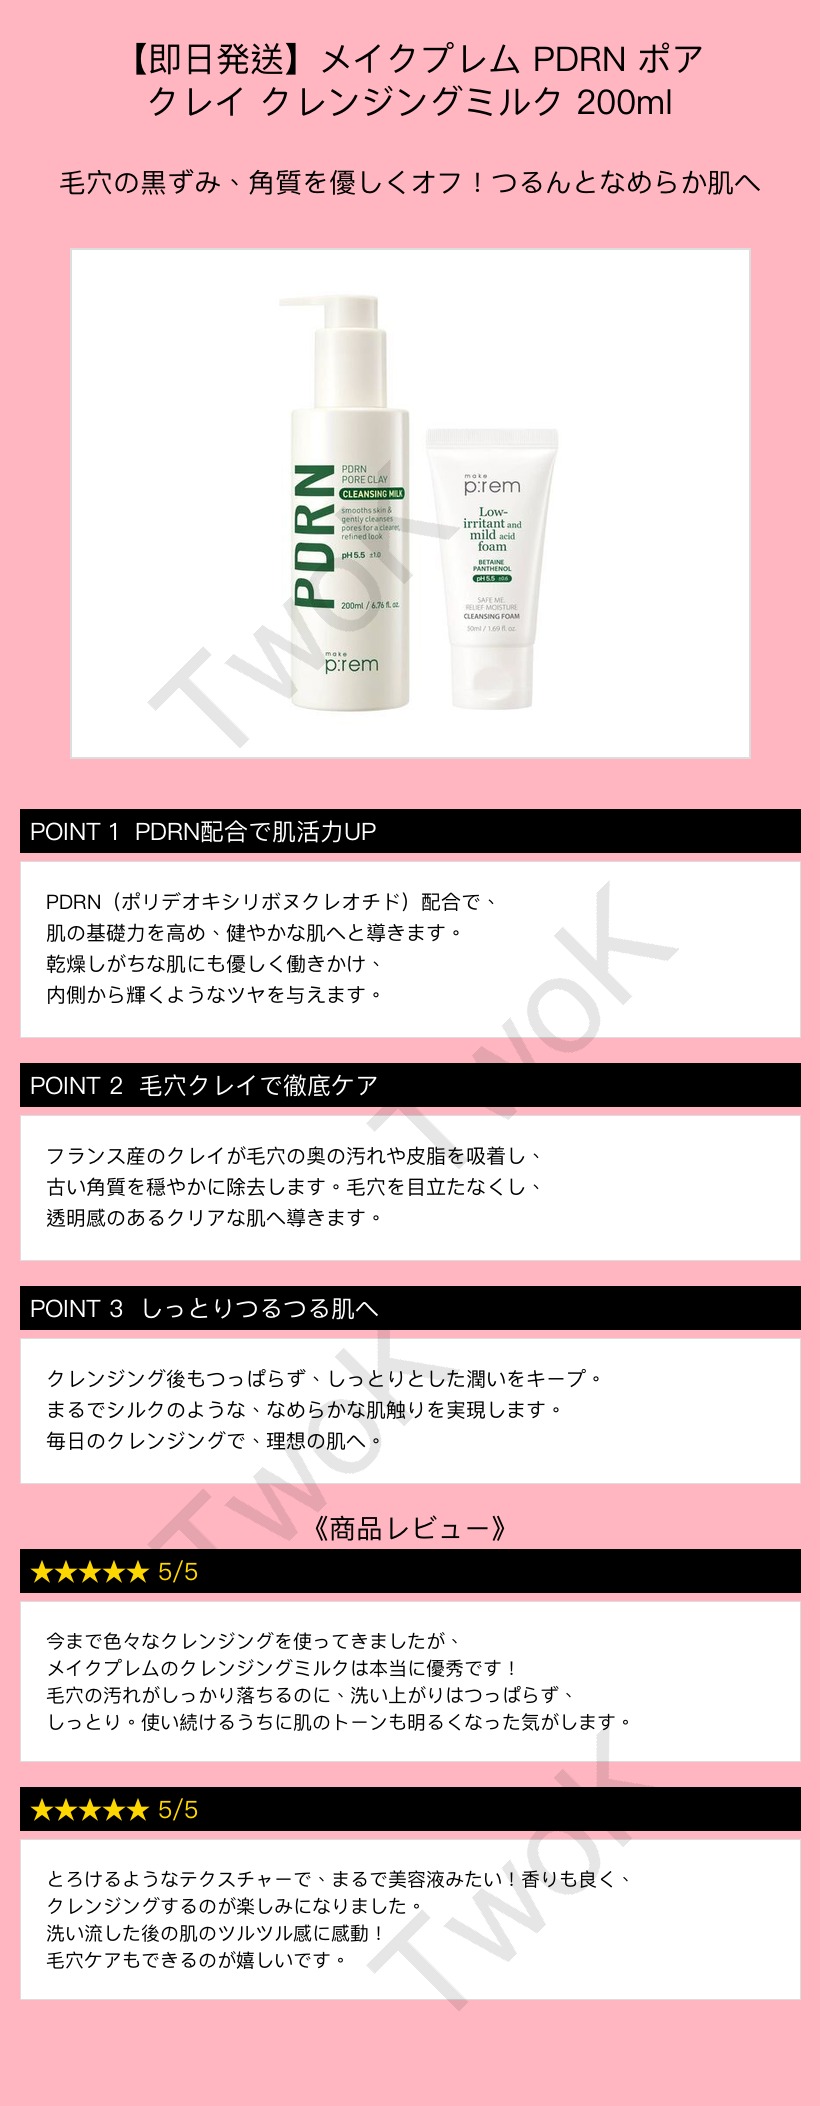 【即日発送】メイクプレム PDRN ポア
クレイ クレンジングミルク 200ml
毛穴の黒ずみ、角質を優しくオフ！つるんとなめらか肌へ
PDRN
PDRN
PORE CLAY
CLEANSING MILK
smooths skin &
gently cleanses
pores for a clearer,
refined look
pH 5.5 ±1.0
200ml / 6.76 fl. oz.
make
p:rem
make
p:rem
Low-
irritant and
mild acid
foam
BETAINE
PANTHENOL
pH 5.5 ±0.6
SAFE ME.
RELIEF MOISTURE
CLEANSING FOAM
50ml / 1.69 fl. oz.
TwoK
POINT 1 PDRN配合で肌活力UP
PDRN（ポリデオキシリボヌクレオチド）配合で、
肌の基礎力を高め、健やかな肌へと導きます。
乾燥しがちな肌にも優しく働きかけ、
内側から輝くようなツヤを与えます。
TwoK
POINT 2 毛穴クレイで徹底ケア
フランス産のクレイが毛穴の奥の汚れや皮脂を吸着し、
古い角質を穏やかに除去します。毛穴を目立たなくし、
透明感のあるクリアな肌へ導きます。
POINT 3 しっとりつるつる肌へ
クレンジング後もつっぱらず、しっとりとした潤いをキープ。
まるでシルクのような、なめらかな肌触りを実現します。
毎日のクレンジングで、理想の肌へ。
TwoK
《商品レビュー》
★★★★★ 5/5
今まで色々なクレンジングを使ってきましたが、
メイクプレムのクレンジングミルクは本当に優秀です！
毛穴の汚れがしっかり落ちるのに、洗い上がりはつっぱらず、
しっとり。使い続けるうちに肌のトーンも明るくなった気がします。
★★★★★ 5/5
とろけるようなテクスチャーで、まるで美容液みたい！香りも良く、
クレンジングするのが楽しみになりました。
洗い流した後の肌のツルツル感に感動！
毛穴ケアもできるのが嬉しいです。
TwoK